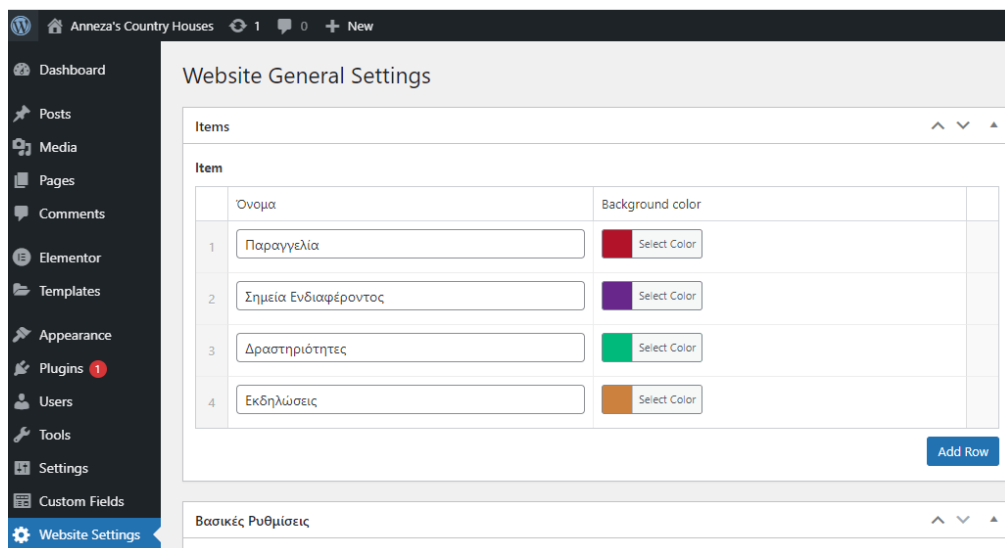 Anneza's Country Houses 1 0 New
Dashboard
Posts
Media
Pages
Comments
Elementor
Templates
Appearance
Plugins 1
Users
Tools
Settings
Custom Fields
Website Settings
Website General Settings
Items
Item
Όνομα Background color
1 Παραγγελία Select Color
2 Σημεία Ενδιαφέροντος Select Color
3 Δραστηριότητες Select Color
4 Εκδηλώσεις Select Color
Add Row
Βασικές Ρυθμίσεις